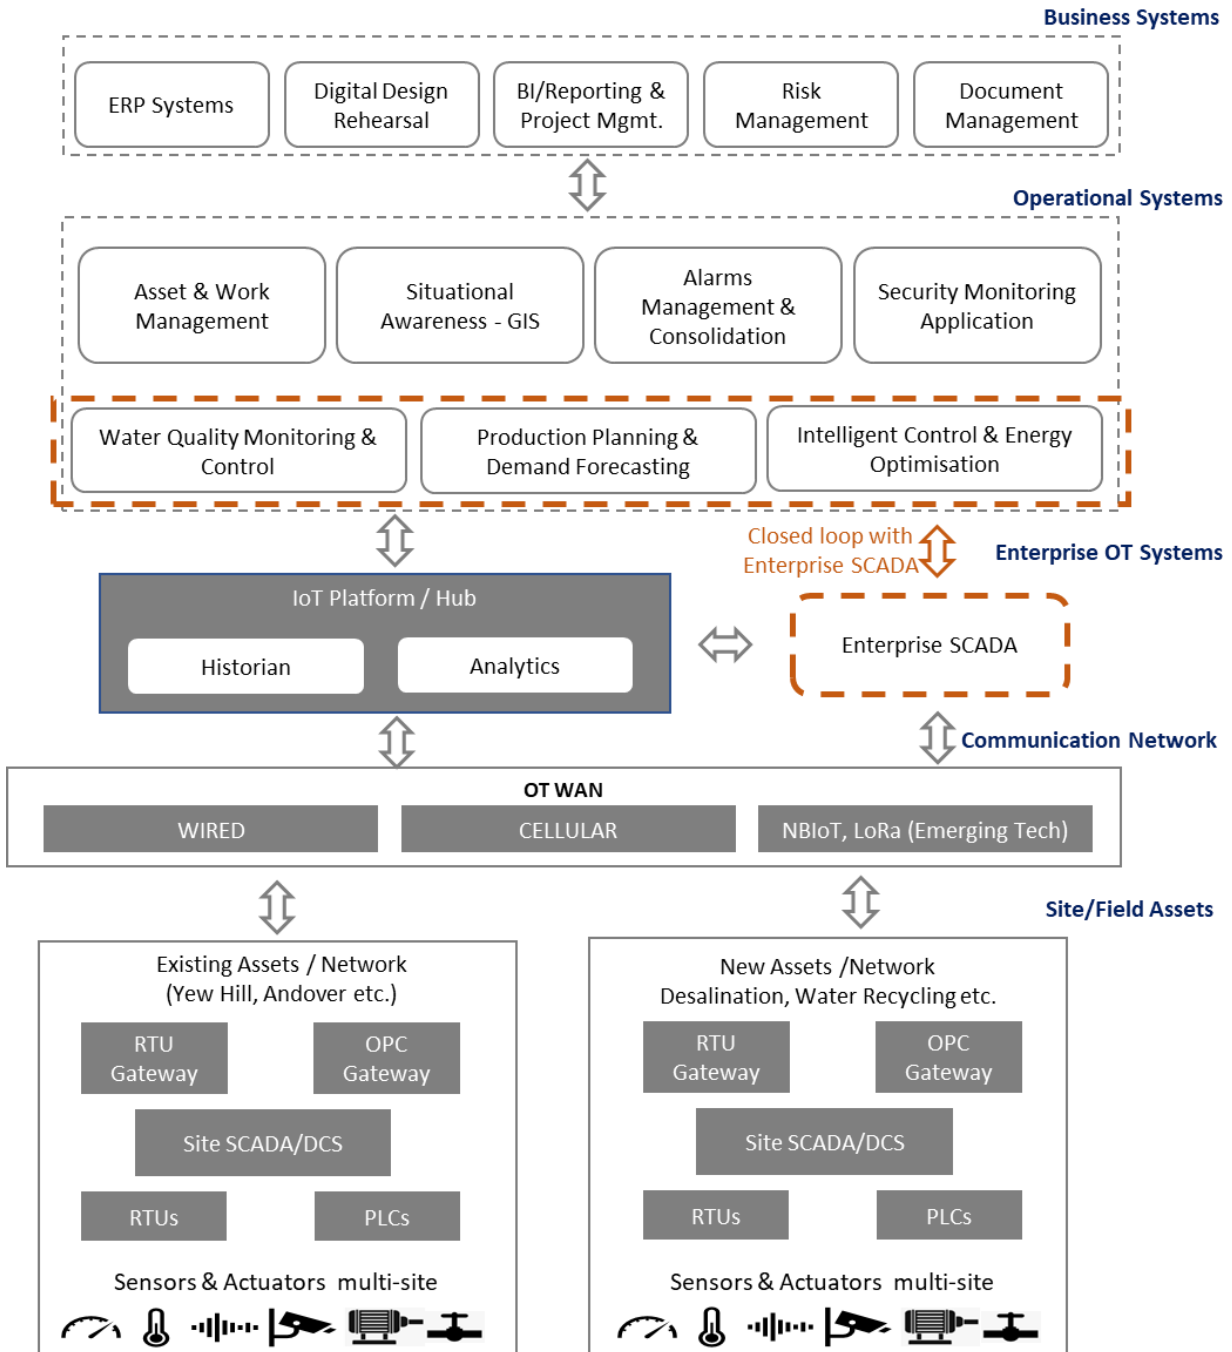 Business Systems
ERP Systems
Digital Design
Rehearsal
BI/Reporting &
Project Mgmt.
Risk
Management
Document
Management
Operational Systems
Asset & Work
Management
Situational
Awareness - GIS
Alarms
Management &
Consolidation
Security Monitoring
Application
Water Quality Monitoring &
Control
Production Planning &
Demand Forecasting
Intelligent Control & Energy
Optimisation
Closed loop with
Enterprise SCADA
Enterprise OT Systems
IoT Platform / Hub
Historian
Analytics
Enterprise SCADA
Communication Network
OT WAN
WIRED
CELLULAR
NBIoT, LoRa (Emerging Tech)
Site/Field Assets
Existing Assets / Network
(Yew Hill, Andover etc.)
RTU
Gateway
OPC
Gateway
Site SCADA/DCS
RTUs
PLCs
Sensors & Actuators multi-site
New Assets /Network
Desalination, Water Recycling etc.
RTU
Gateway
OPC
Gateway
Site SCADA/DCS
RTUs
PLCs
Sensors & Actuators multi-site